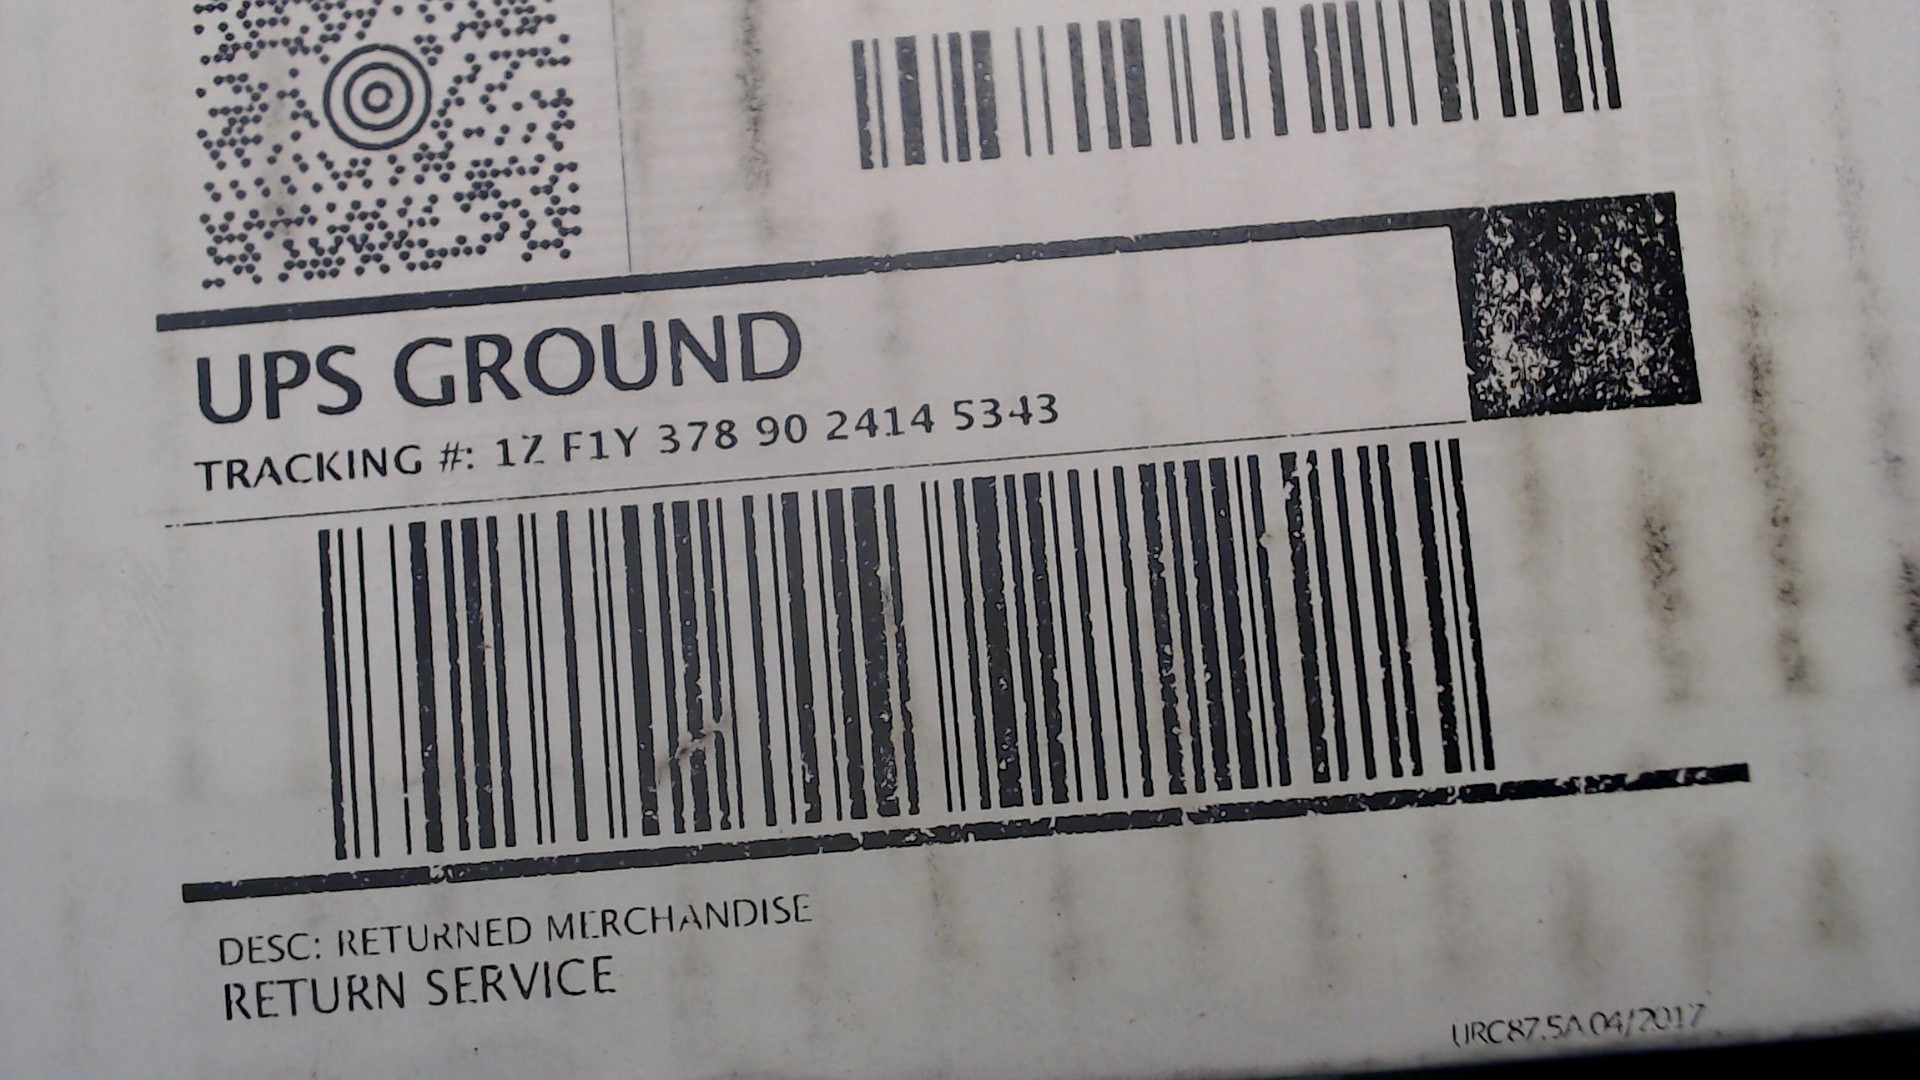 UPS GROUND
TRACKING #: 1Z F1Y 378 90 2414 5343
DESC: RETURNED MERCHANDISE
RETURN SERVICE
URC87.5A 04/2017